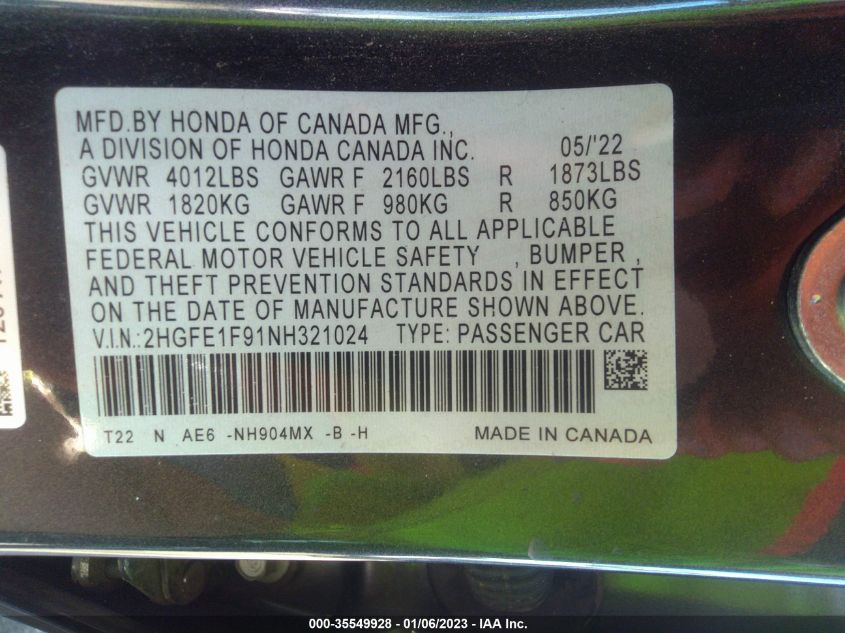 MFD.BY HONDA OF CANADA MFG.,
A DIVISION OF HONDA CANADA INC. 05/'22
GVWR 4012LBS GAWR F 2160LBS R 1873LBS
GVWR 1820KG GAWR F 980KG R 850KG
THIS VEHICLE CONFORMS TO ALL APPLICABLE
FEDERAL MOTOR VEHICLE SAFETY , BUMPER ,
AND THEFT PREVENTION STANDARDS IN EFFECT
ON THE DATE OF MANUFACTURE SHOWN ABOVE.
V.I.N.:2HGFE1F91NH321024 TYPE: PASSENGER CAR
T22 N AE6 -NH904MX -B -H MADE IN CANADA
000-35549928 - 01/06/2023 - IAA Inc.